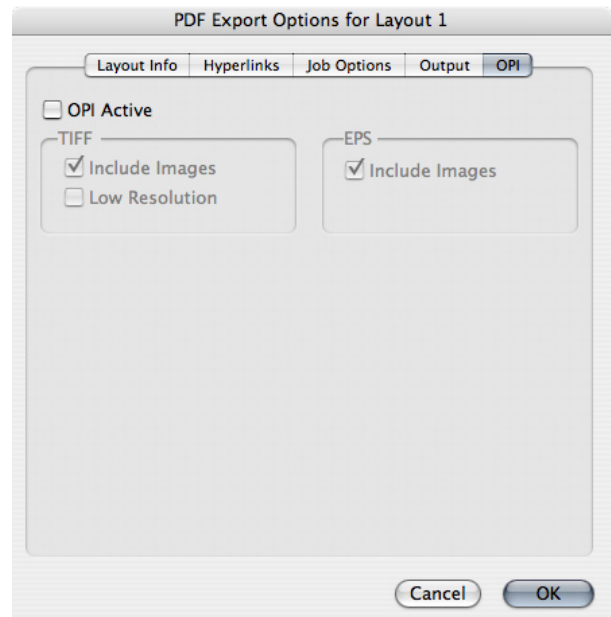 PDF Export Options for Layout 1
Layout Info Hyperlinks Job Options Output OPI
OPI Active
TIFF
Include Images
Low Resolution
EPS
Include Images
Cancel OK